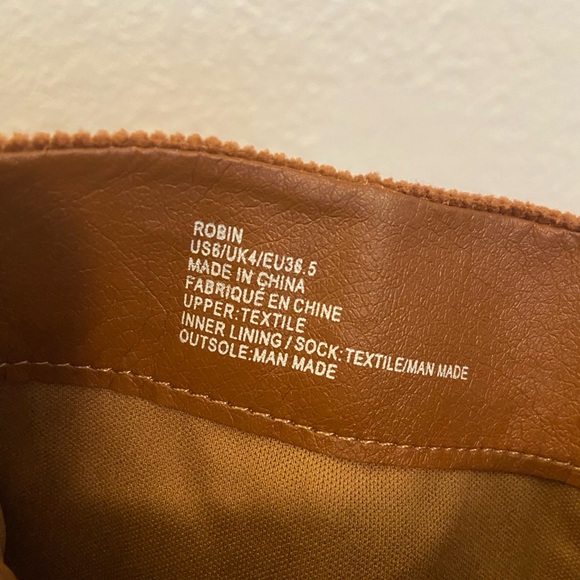 ROBIN
US6/UK4/EU36.5
MADE IN CHINA
FABRIQUÉ EN CHINE
UPPER:TEXTILE
INNER LINING / SOCK:TEXTILE/MAN MADE
OUTSOLE:MAN MADE